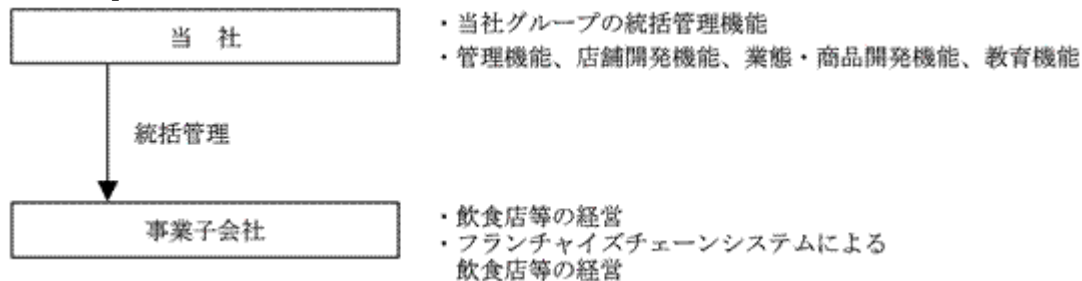 当 社
・当社グループの統括管理機能
・管理機能、店舗開発機能、業態・商品開発機能、教育機能
統括管理
事業子会社
・飲食店等の経営
・フランチャイズチェーンシステムによる
飲食店等の経営